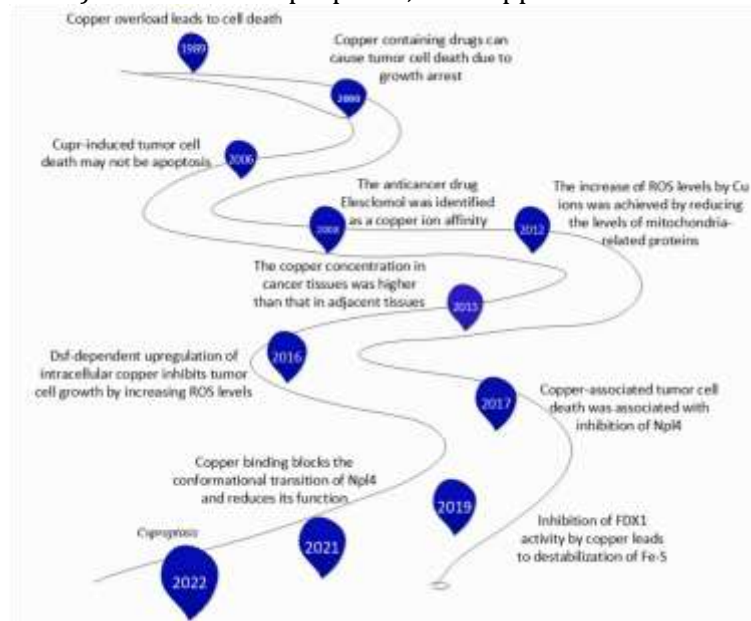 Copper overload leads to cell death
1989
Copper containing drugs can
cause tumor cell death due to
growth arrest
2000
Cupr-induced tumor cell
death may not be apoptosis
2006
The anticancer drug
Elesclomol was identified
as a copper ion affinity
2008
The increase of ROS levels by Cu
ions was achieved by reducing
the levels of mitochondria-
related proteins
2012
The copper concentration in
cancer tissues was higher
than that in adjacent tissues
2013
Dsf-dependent upregulation of
intracellular copper inhibits tumor
cell growth by increasing ROS levels
2016
Copper-associated tumor cell
death was associated with
inhibition of Npl4
2017
Copper binding blocks the
conformational transition of Npl4
and reduces its function
2021
2019
Inhibition of FDX1
activity by copper leads
to destabilization of Fe-S
Cuproptosis
2022